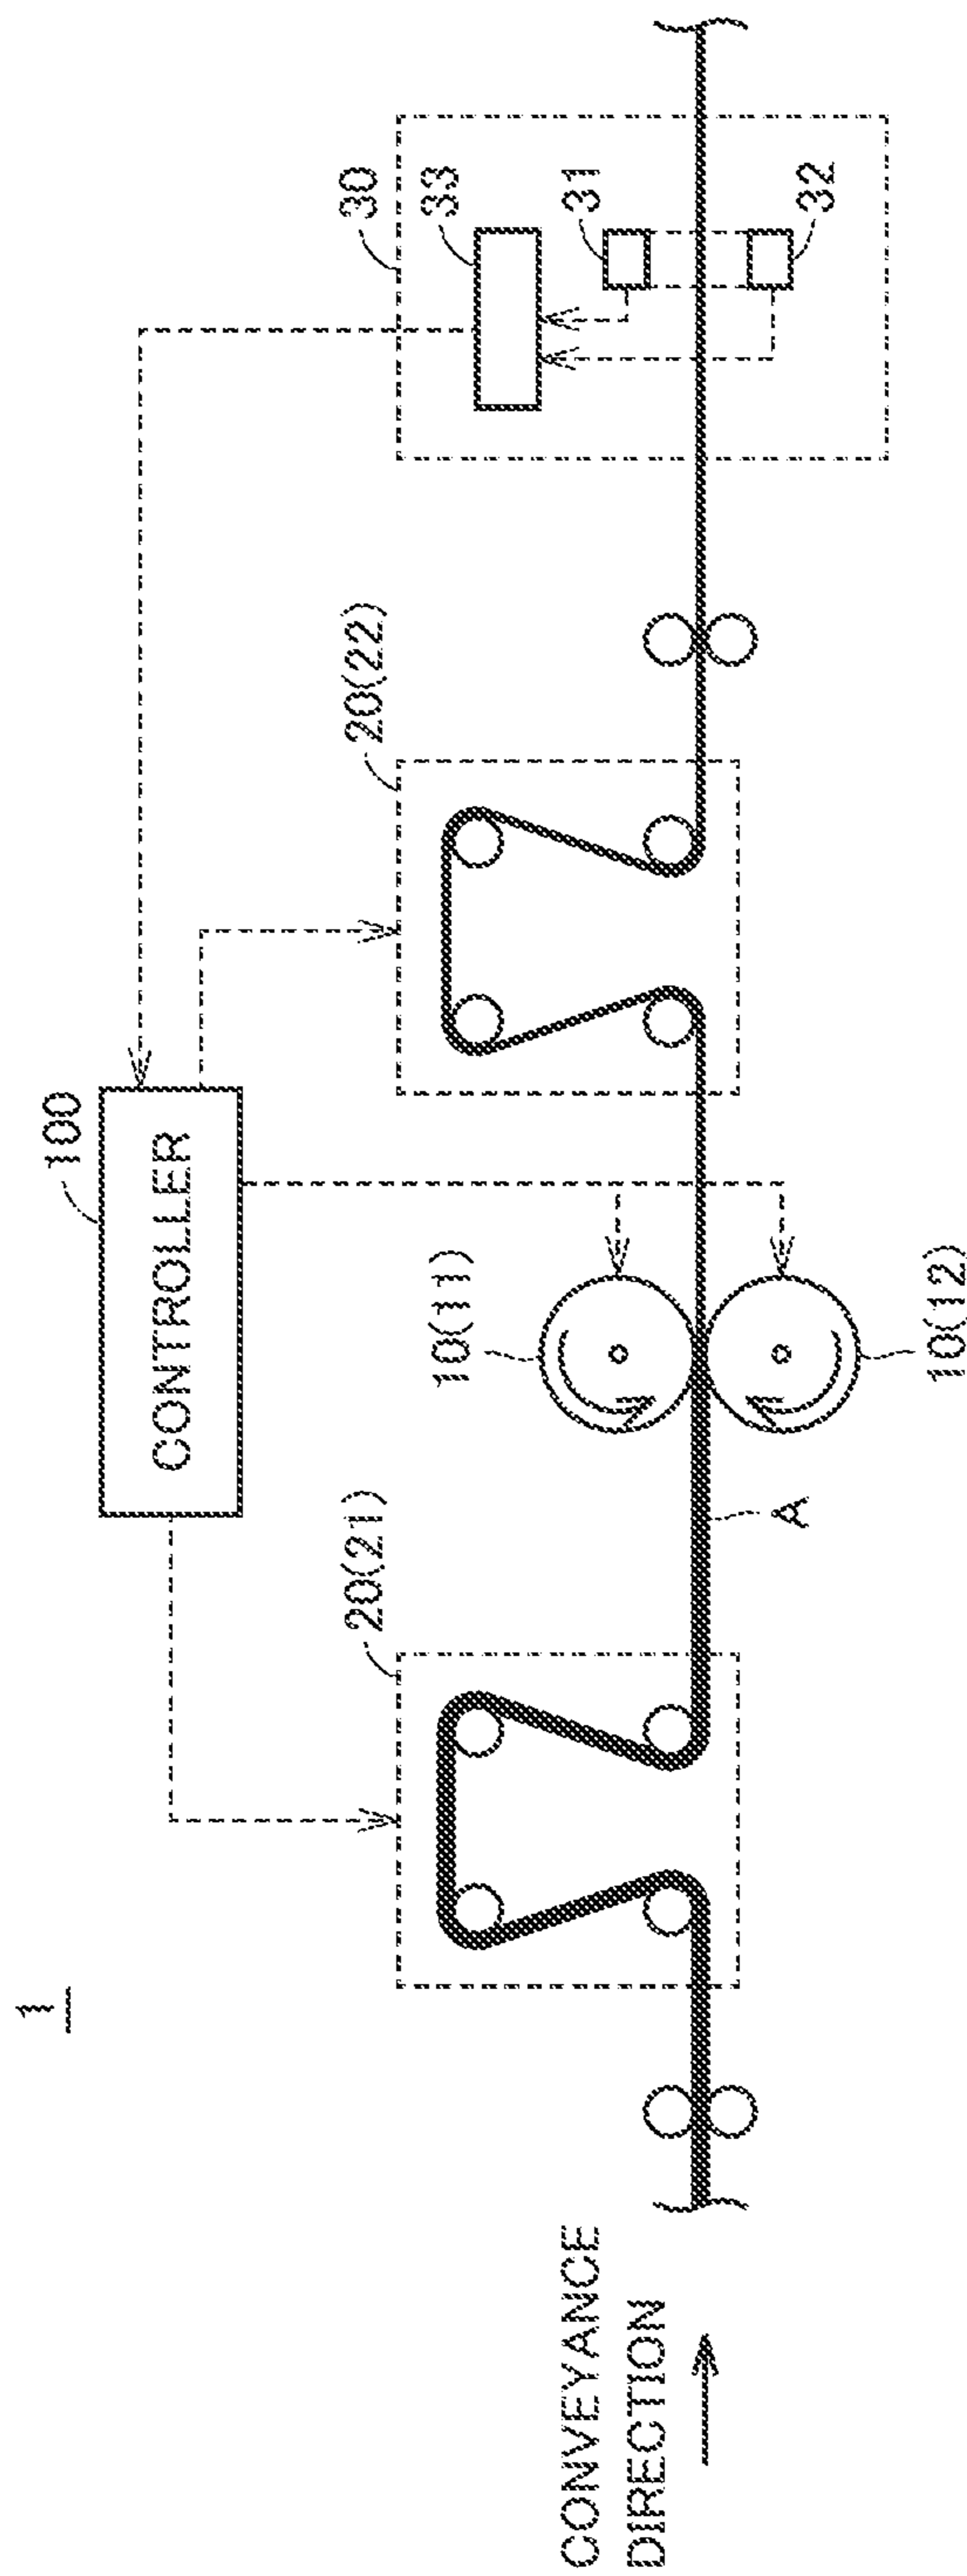 1
100
CONTROLLER
20(21)
10(11)
20(22)
30
33
31
32
A
10(12)
CONVEYANCE
DIRECTION